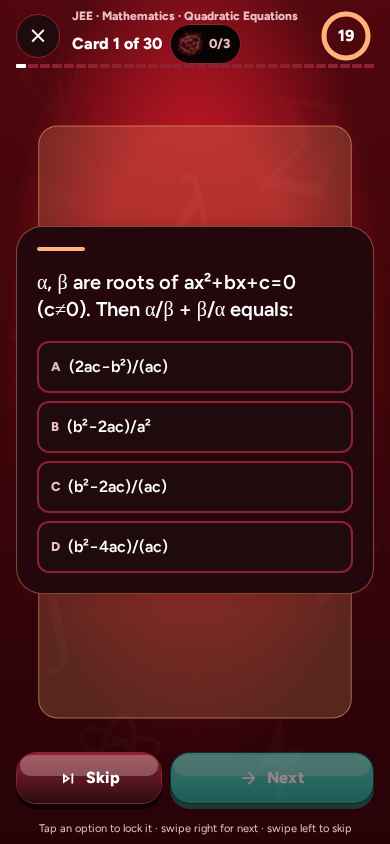 JEE · Mathematics · Quadratic Equations
Card 1 of 30
0/3
19
α, β are roots of ax²+bx+c=0
(c≠0). Then α/β + β/α equals:
A (2ac−b²)/(ac)
B (b²−2ac)/a²
C (b²−2ac)/(ac)
D (b²−4ac)/(ac)
Skip
Next
Tap an option to lock it · swipe right for next · swipe left to skip